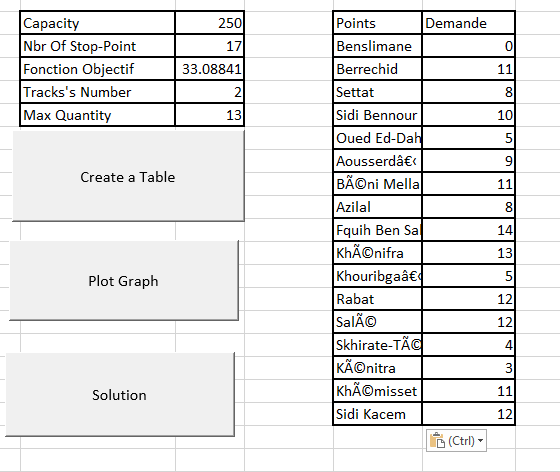 Capacity 250
Nbr Of Stop-Point 17
Fonction Objectif 33.08841
Tracks's Number 2
Max Quantity 13
Create a Table
Plot Graph
Solution
Points Demande
Benslimane 0
Berrechid 11
Settat 8
Sidi Bennour 10
Oued Ed-Dah 5
Aousserdâ€‹ 9
BÃ©ni Mella 11
Azilal 8
Fquih Ben Sal 14
KhÃ©nifra 13
Khouribgaâ€‹ 5
Rabat 12
SalÃ© 12
Skhirate-TÃ© 4
KÃ©nitra 3
KhÃ©misset 11
Sidi Kacem 12
(Ctrl)